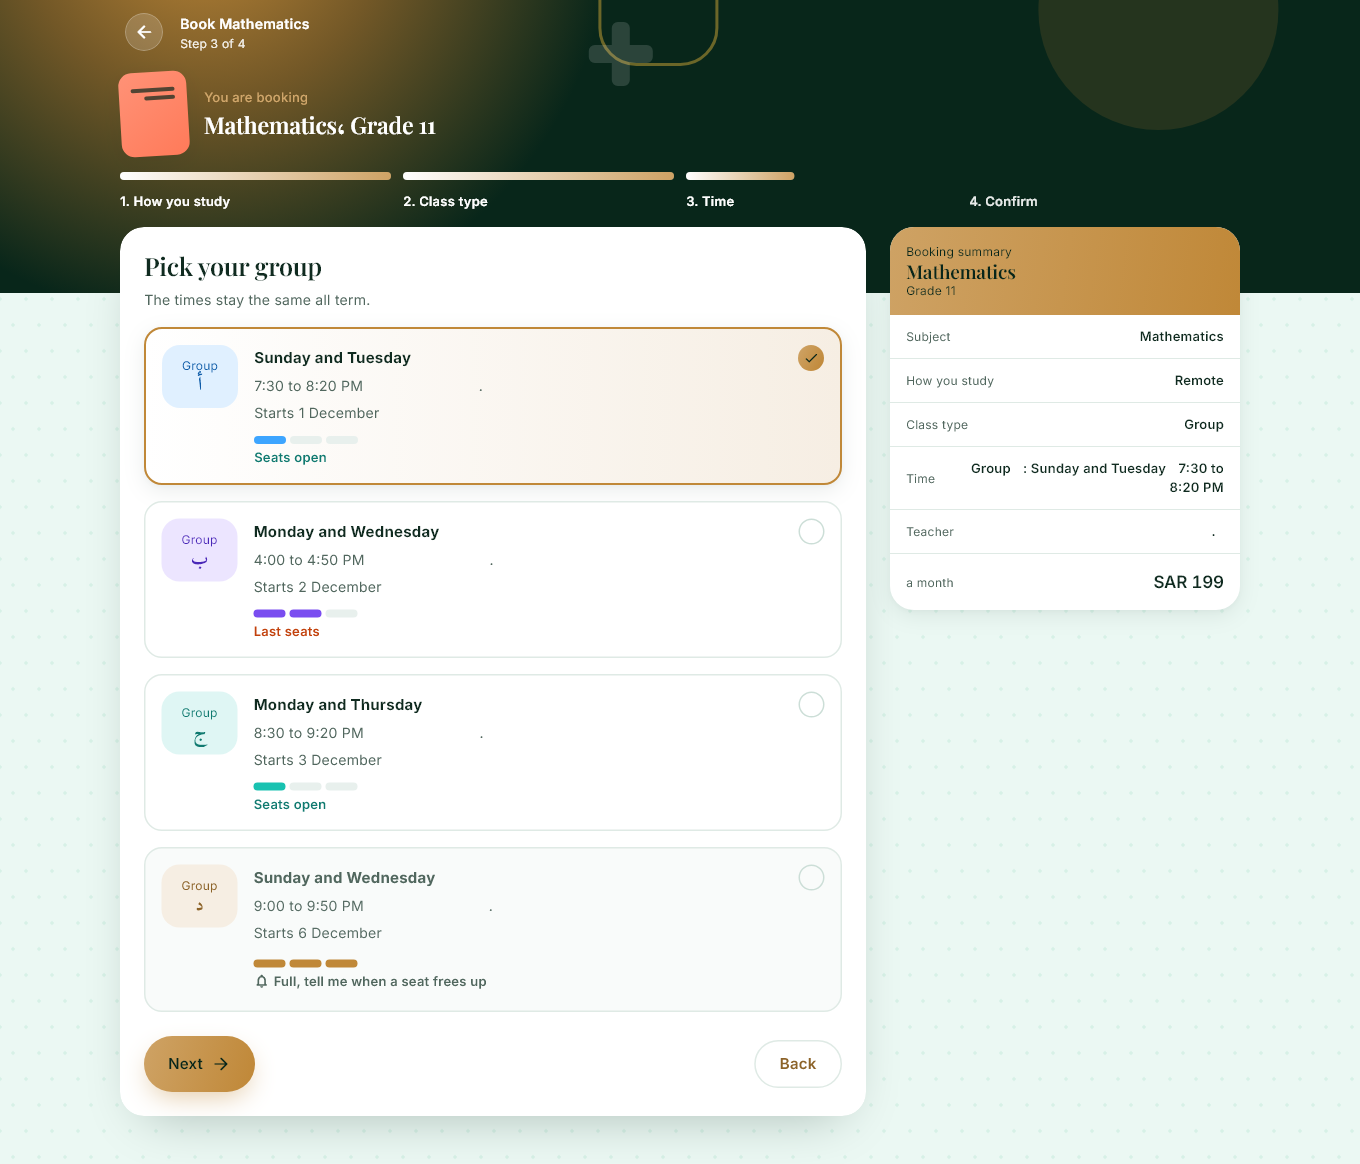 Book Mathematics
Step 3 of 4
You are booking
Mathematics، Grade 11
1. How you study
2. Class type
3. Time
4. Confirm
Pick your group
The times stay the same all term.
Group
أ
Sunday and Tuesday
7:30 to 8:20 PM .
Starts 1 December
Seats open
Group
ب
Monday and Wednesday
4:00 to 4:50 PM .
Starts 2 December
Last seats
Group
ج
Monday and Thursday
8:30 to 9:20 PM .
Starts 3 December
Seats open
Group
د
Sunday and Wednesday
9:00 to 9:50 PM .
Starts 6 December
Full, tell me when a seat frees up
Next
Back
Booking summary
Mathematics
Grade 11
Subject Mathematics
How you study Remote
Class type Group
Time Group : Sunday and Tuesday 7:30 to
8:20 PM
Teacher .
a month SAR 199